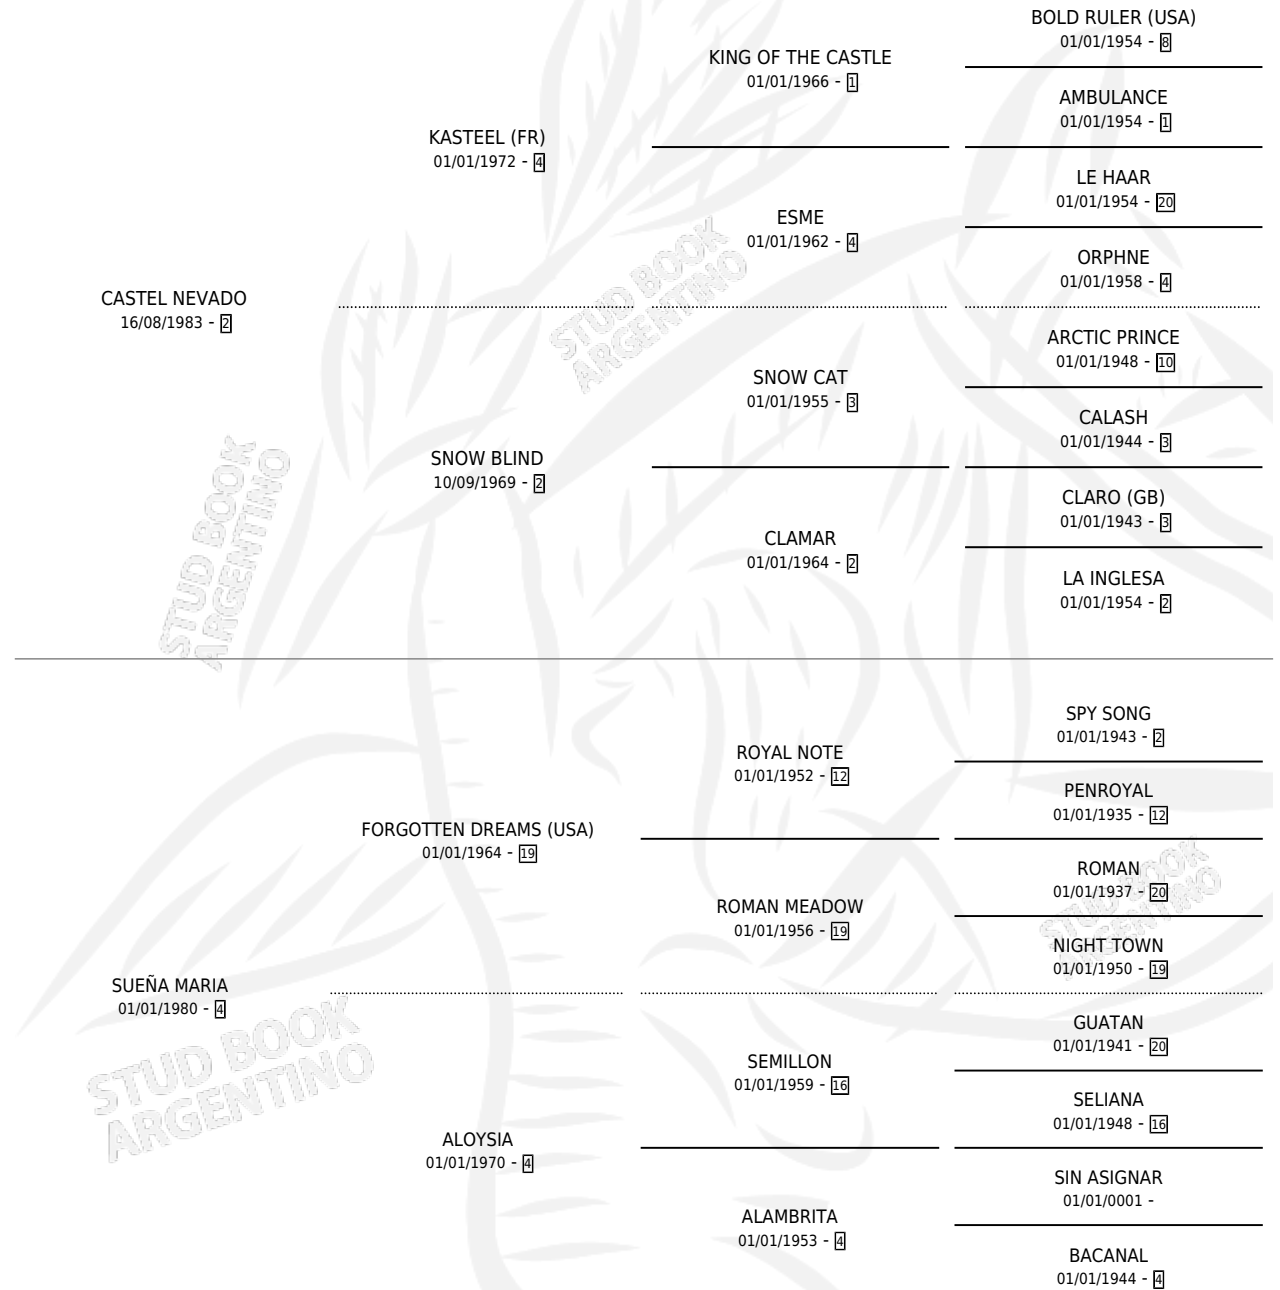 BOLD RULER (USA)
01/01/1954 - 8
KING OF THE CASTLE
01/01/1966 - 1
AMBULANCE
01/01/1954 - 1
KASTEEL (FR)
01/01/1972 - 4
LE HAAR
01/01/1954 - 20
ESME
01/01/1962 - 4
ORPHNE
01/01/1958 - 4
CASTEL NEVADO
16/08/1983 - 2
STUD BOOK
ARGENTINO
ARCTIC PRINCE
01/01/1948 - 10
SNOW CAT
01/01/1955 - 3
CALASH
01/01/1944 - 3
SNOW BLIND
10/09/1969 - 2
CLARO (GB)
01/01/1943 - 3
CLAMAR
01/01/1964 - 2
LA INGLESA
01/01/1954 - 2
STUD BOOK
ARGENTINO
SPY SONG
01/01/1943 - 2
ROYAL NOTE
01/01/1952 - 12
PENROYAL
01/01/1935 - 12
FORGOTTEN DREAMS (USA)
01/01/1964 - 19
ROMAN
01/01/1937 - 20
ROMAN MEADOW
01/01/1956 - 19
NIGHT TOWN
01/01/1950 - 19
STUD BOOK
ARGENTINO
SUEÑA MARIA
01/01/1980 - 4
GUATAN
01/01/1941 - 20
SEMILLON
01/01/1959 - 16
SELIANA
01/01/1948 - 16
STUD BOOK
ARGENTINO
ALOYSIA
01/01/1970 - 4
SIN ASIGNAR
01/01/0001 -
ALAMBRITA
01/01/1953 - 4
BACANAL
01/01/1944 - 4